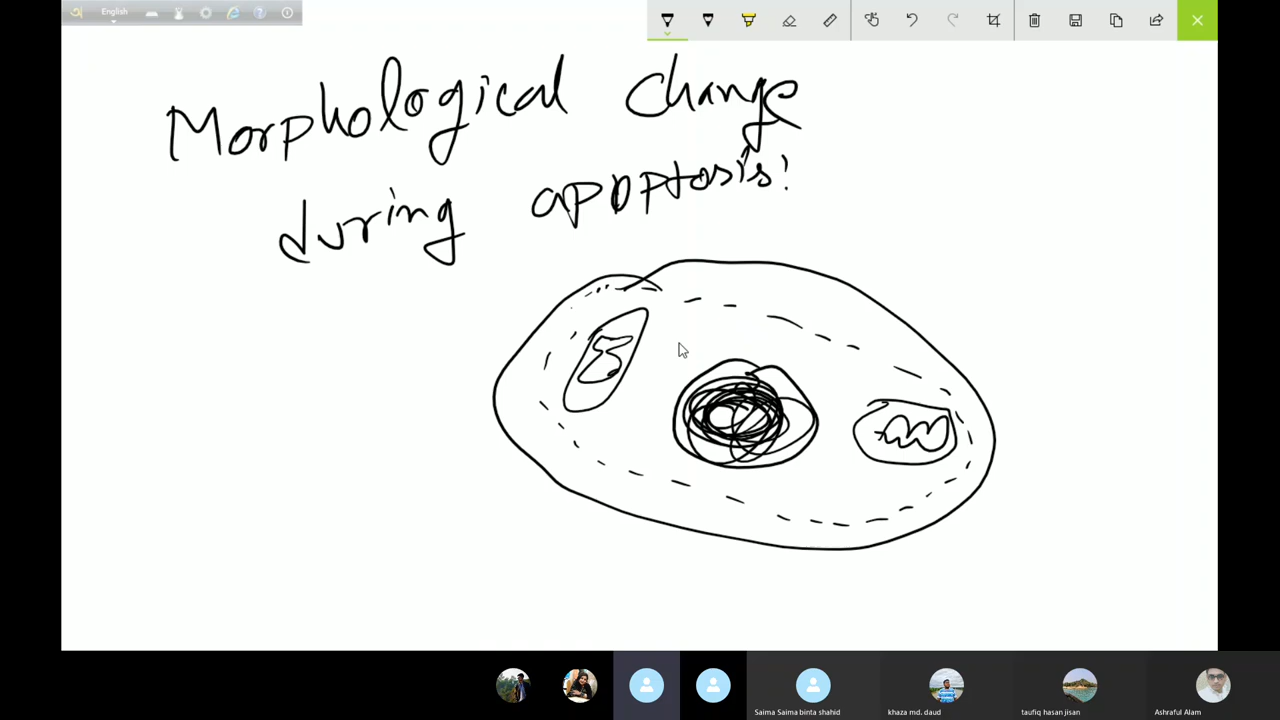 English
Morphological change
during apoptosis:
Saima Saima binta shahid
khaza md. daud
taufiq hasan jisan
Ashraful Alam